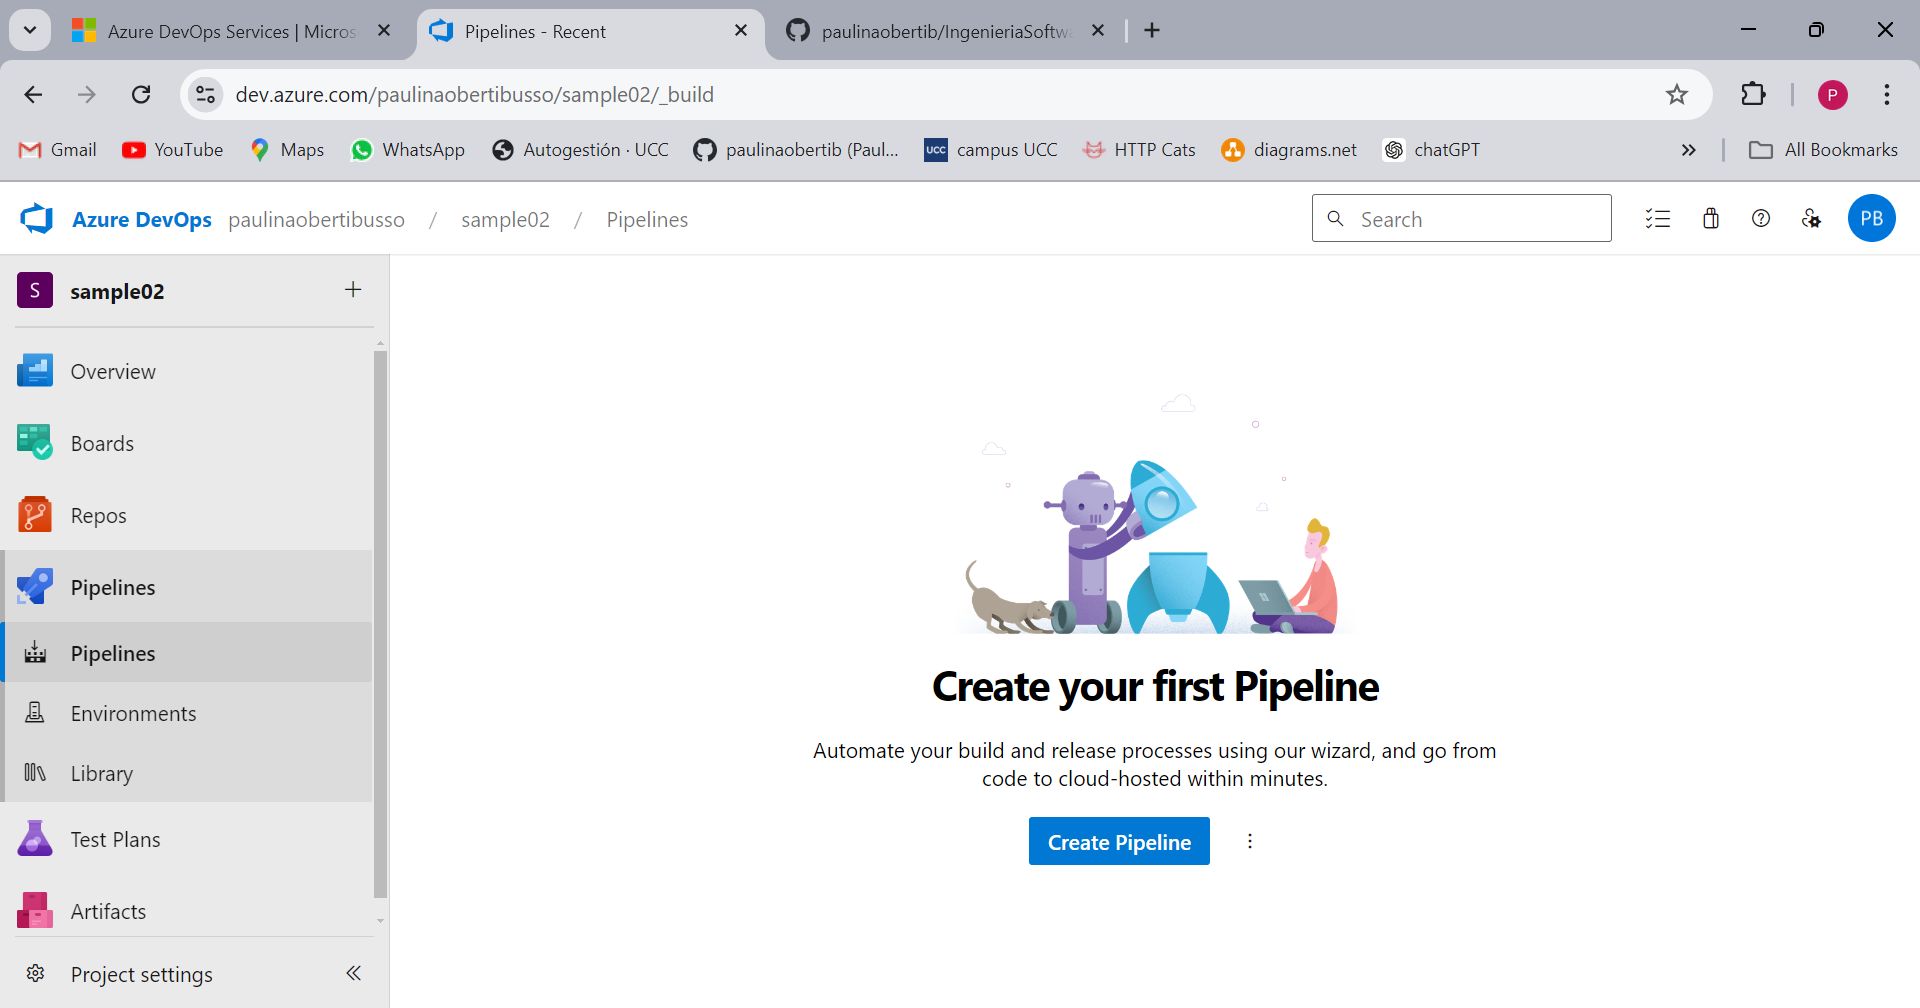 Azure DevOps Services | Micros
Pipelines - Recent
paulinaobertib/IngenieriaSoftwa
dev.azure.com/paulinaobertibusso/sample02/_build
P
Gmail
YouTube
Maps
WhatsApp
Autogestión · UCC
paulinaobertib (Paul...
UCC
campus UCC
HTTP Cats
diagrams.net
chatGPT
All Bookmarks
Azure DevOps
paulinaobertibusso / sample02 / Pipelines
Search
PB
S
sample02
Overview
Boards
Repos
Pipelines
Pipelines
Environments
Library
Test Plans
Artifacts
Project settings
Create your first Pipeline
Automate your build and release processes using our wizard, and go from
code to cloud-hosted within minutes.
Create Pipeline